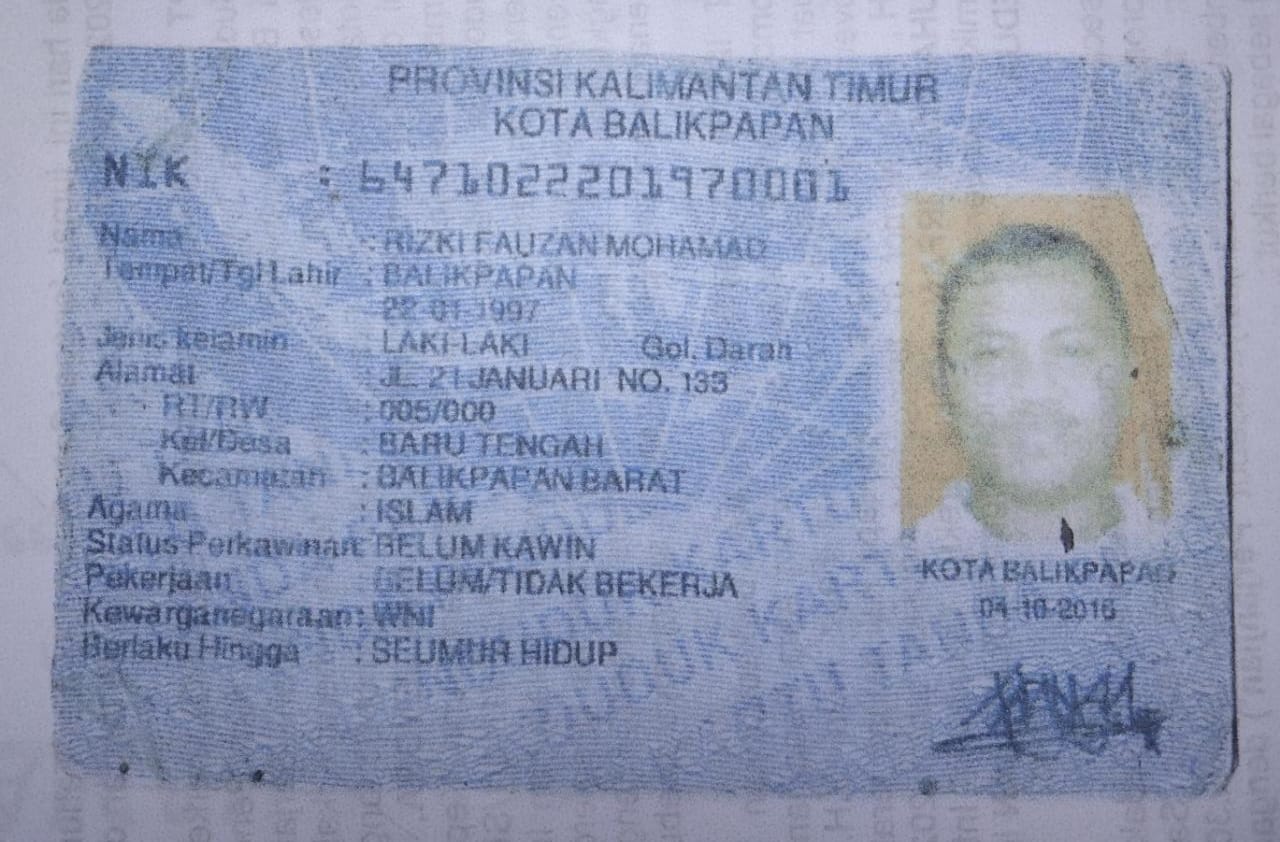 PROVINSI KALIMANTAN TIMUR
KOTA BALIKPAPAN
NIK : 6471022201970001
Nama : RIZKI FAUZAN MOHAMAD
Tempat/Tgl Lahir : BALIKPAPAN
22-01-1997
Jenis kelamin : LAKI-LAKI Gol. Darah :
Alamat : JL. 21 JANUARI NO. 133
RT/RW : 005/000
Kel/Desa : BARU TENGAH
Kecamatan : BALIKPAPAN BARAT
Agama : ISLAM
Status Perkawinan: BELUM KAWIN
Pekerjaan : BELUM/TIDAK BEKERJA
Kewarganegaraan: WNI
Berlaku Hingga : SEUMUR HIDUP
KOTA BALIKPAPAN
04-10-2016